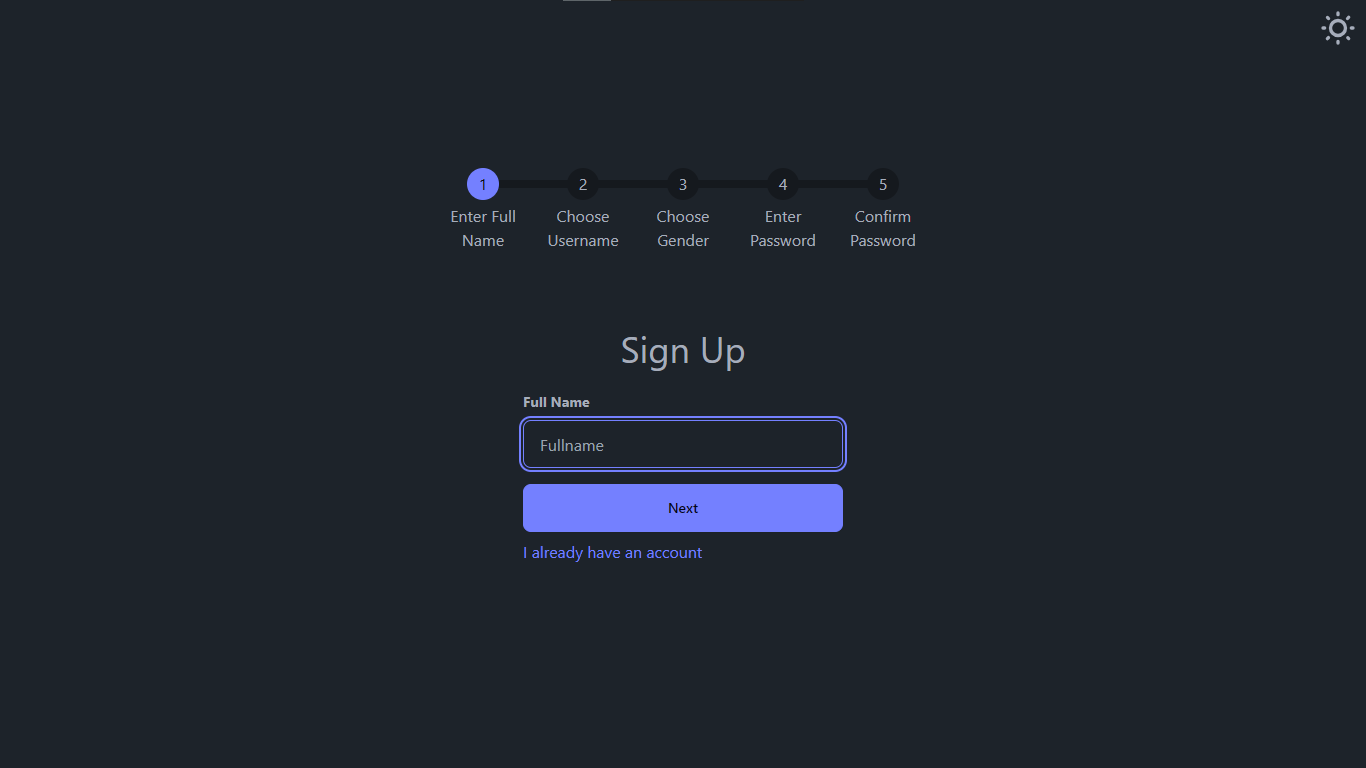 1 2 3 4 5
Enter Full Choose Choose Enter Confirm
Name Username Gender Password Password
Sign Up
Full Name
Fullname
Next
I already have an account